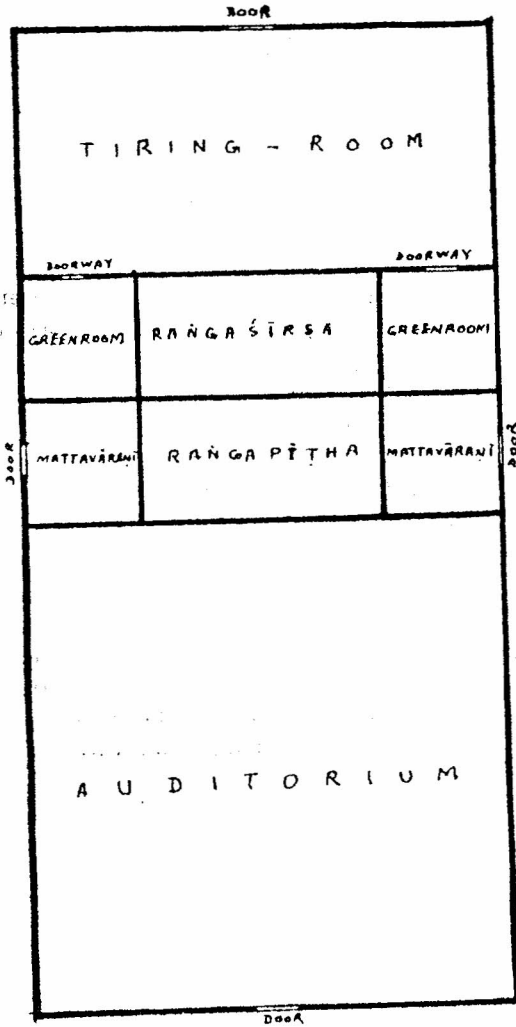 DOOR
TIRING - ROOM
DOORWAY DOORWAY
GREENROOM RAṄGAŚĪRṢA GREENROOM
DOOR MATTAVĀRAṆĪ RAṄGAPĪṬHA MATTAVĀRAṆĪ DOOR
AUDITORIUM
DOOR